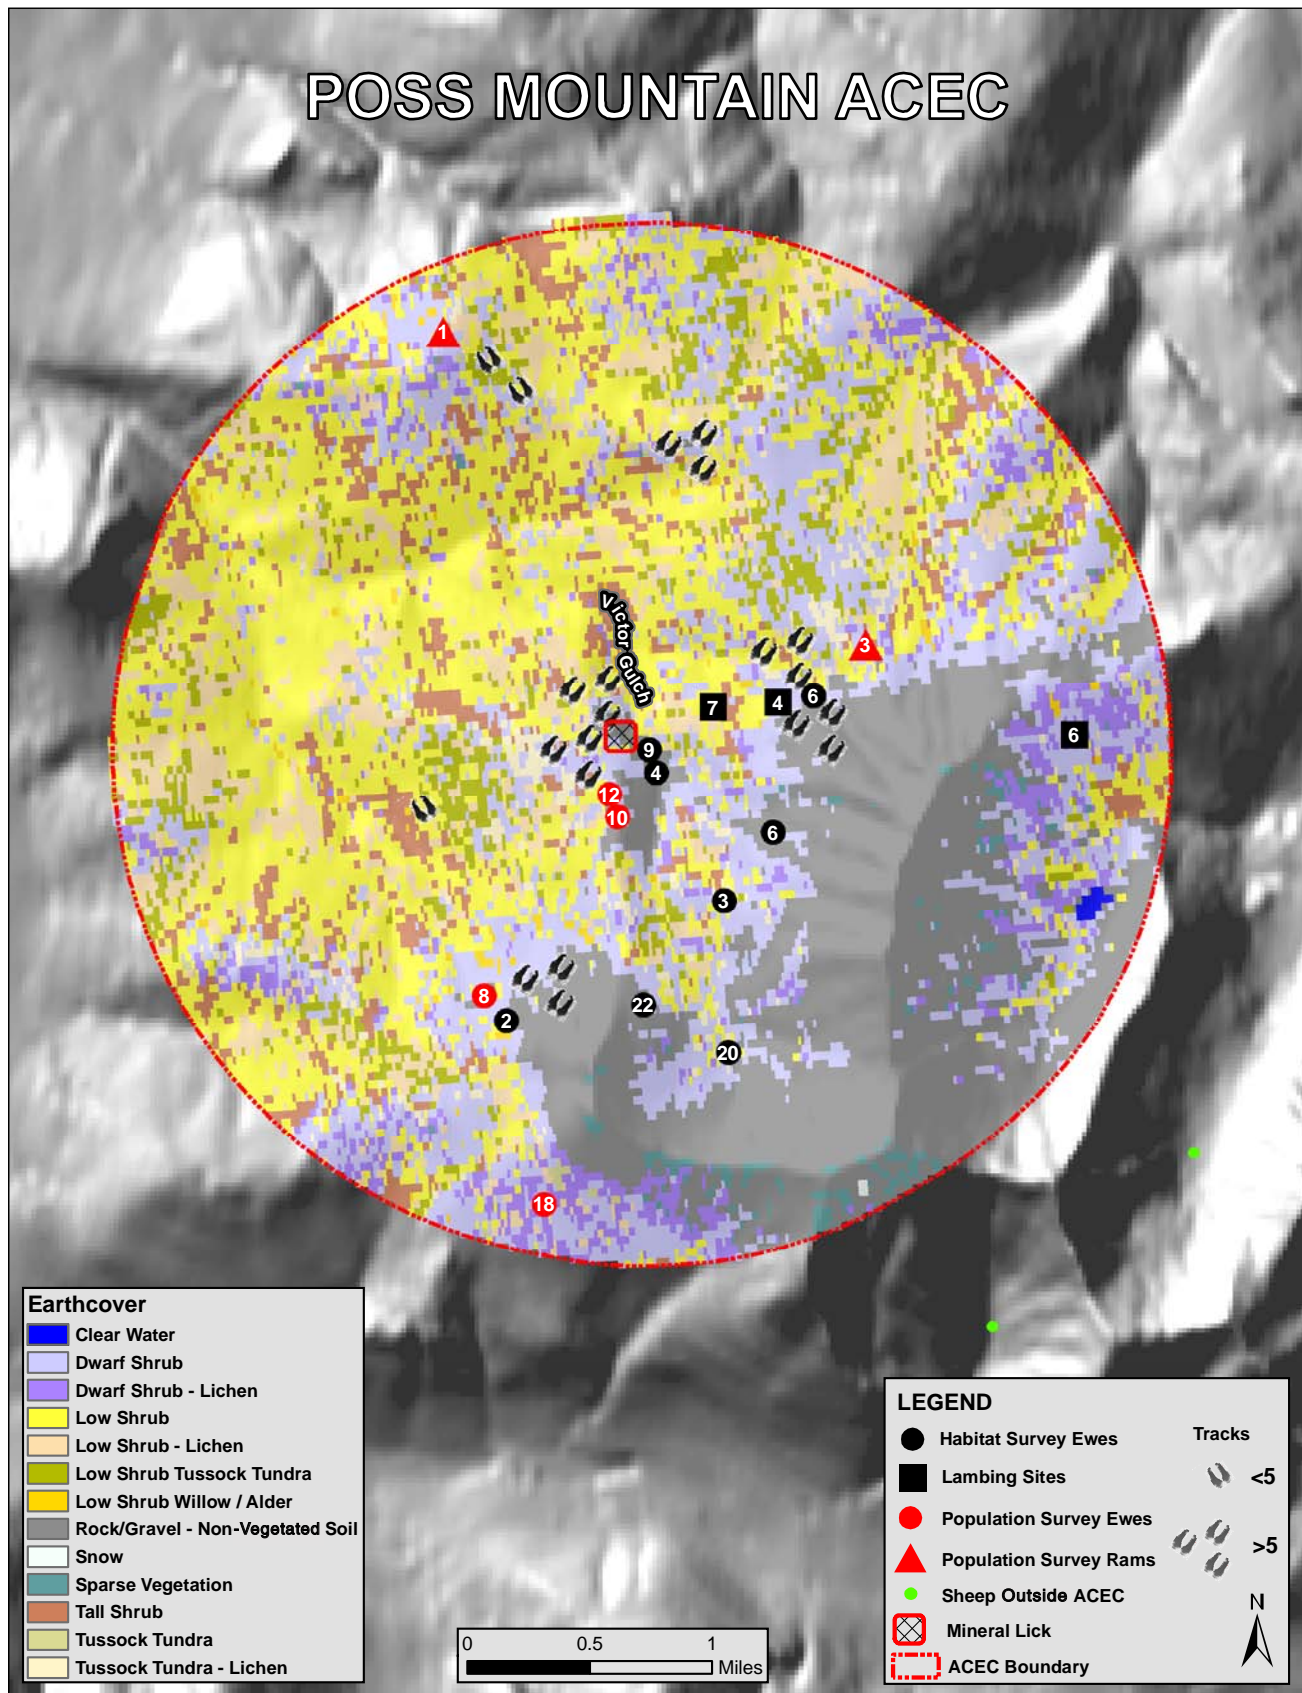 POSS MOUNTAIN ACEC
1
3
Victor Gulch
7
4
6
6
9
4
12
10
6
3
8
2
22
20
18
Earthcover
Clear Water
Dwarf Shrub
Dwarf Shrub - Lichen
Low Shrub
Low Shrub - Lichen
Low Shrub Tussock Tundra
Low Shrub Willow / Alder
Rock/Gravel - Non-Vegetated Soil
Snow
Sparse Vegetation
Tall Shrub
Tussock Tundra
Tussock Tundra - Lichen
0 0.5 1
Miles
LEGEND
Habitat Survey Ewes
Lambing Sites
Population Survey Ewes
Population Survey Rams
Sheep Outside ACEC
Mineral Lick
ACEC Boundary
Tracks
<5
>5
N